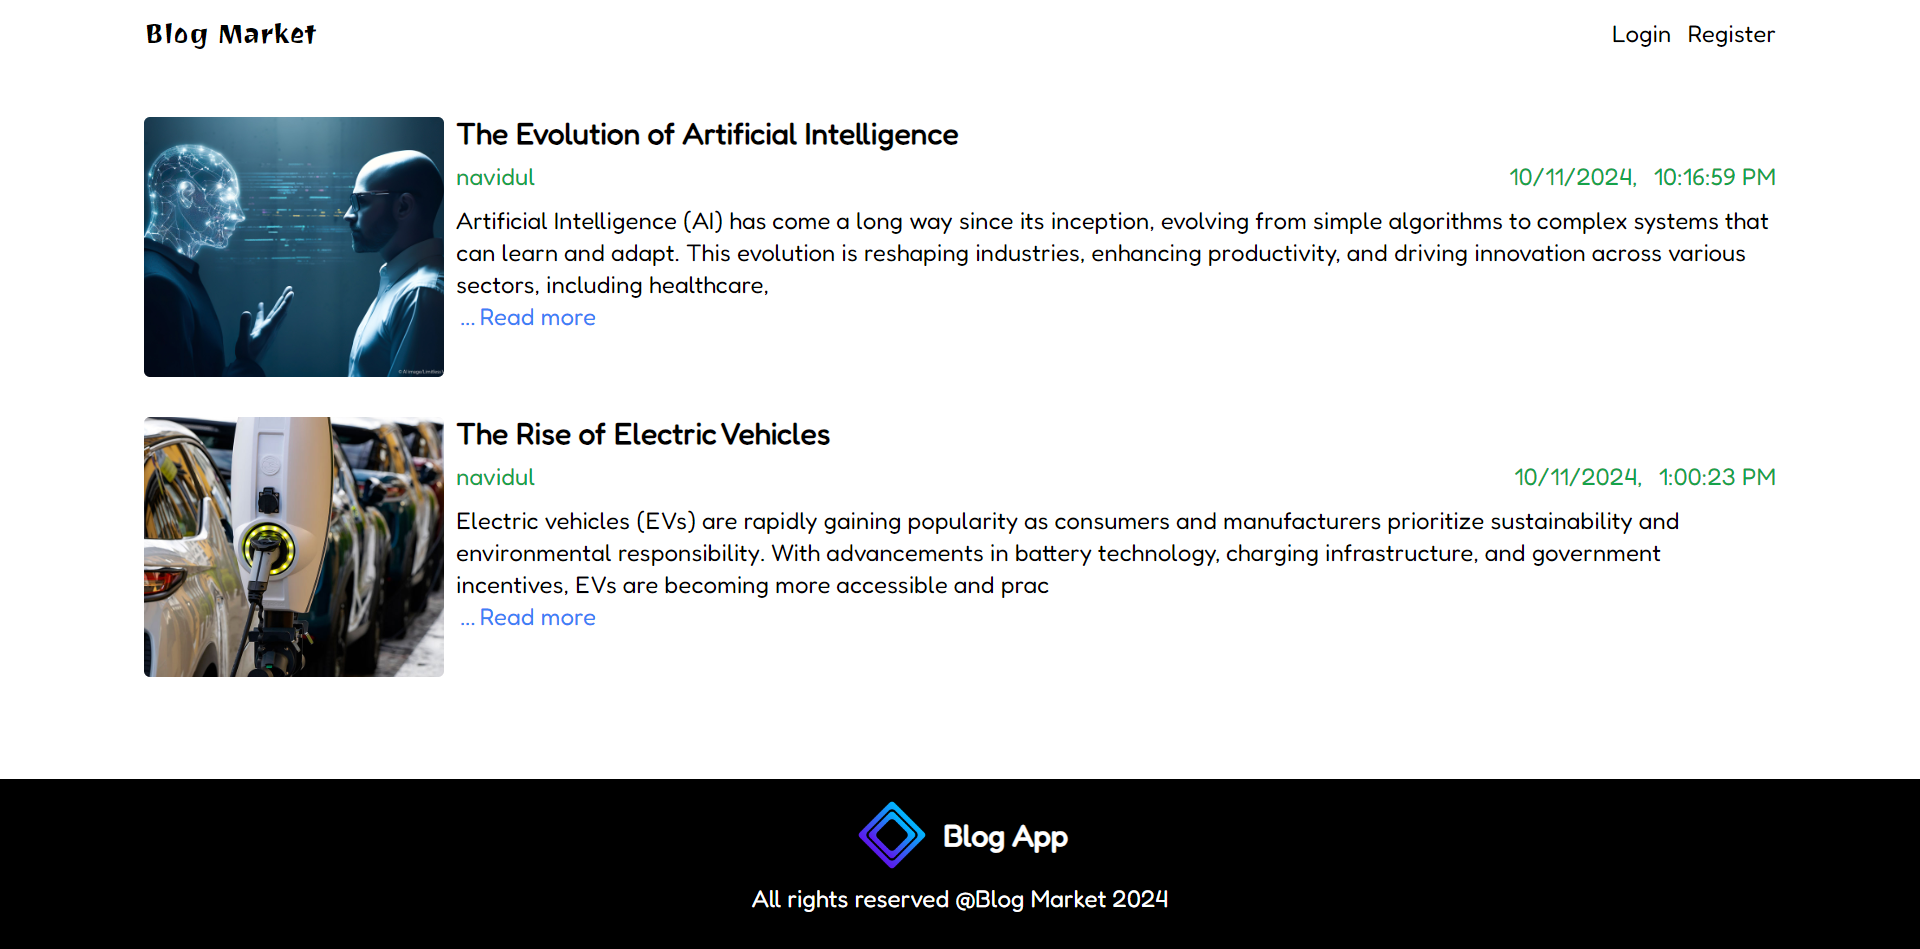 Blog Market
Login Register
The Evolution of Artificial Intelligence
navidul 10/11/2024, 10:16:59 PM
Artificial Intelligence (AI) has come a long way since its inception, evolving from simple algorithms to complex systems that
can learn and adapt. This evolution is reshaping industries, enhancing productivity, and driving innovation across various
sectors, including healthcare,
... Read more
The Rise of Electric Vehicles
navidul 10/11/2024, 1:00:23 PM
Electric vehicles (EVs) are rapidly gaining popularity as consumers and manufacturers prioritize sustainability and
environmental responsibility. With advancements in battery technology, charging infrastructure, and government
incentives, EVs are becoming more accessible and prac
... Read more
Blog App
All rights reserved @Blog Market 2024